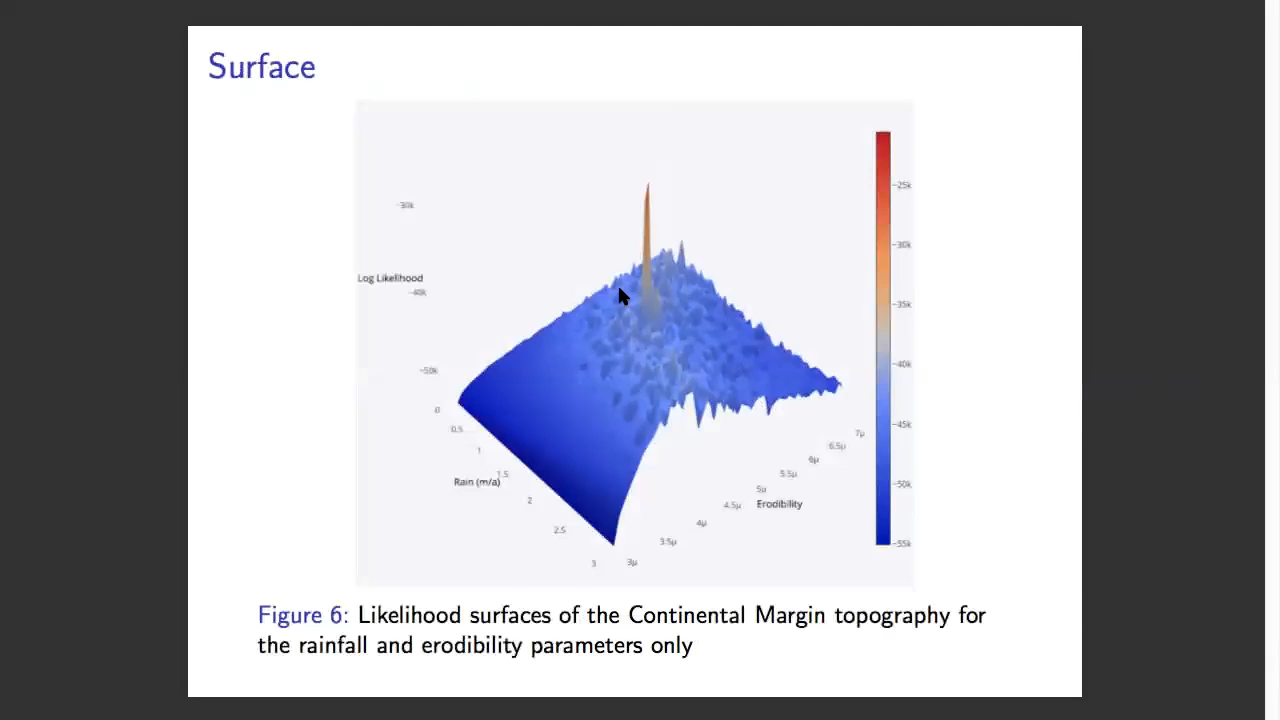 Surface
−30k
Log Likelihood
−40k
−50k
0
0.5
1
1.5
Rain (m/a)
2
2.5
3
3μ
3.5μ
4μ
4.5μ
5μ
Erodibility
5.5μ
6μ
6.5μ
7μ
−25k
−30k
−35k
−40k
−45k
−50k
−55k
Figure 6: Likelihood surfaces of the Continental Margin topography for
the rainfall and erodibility parameters only